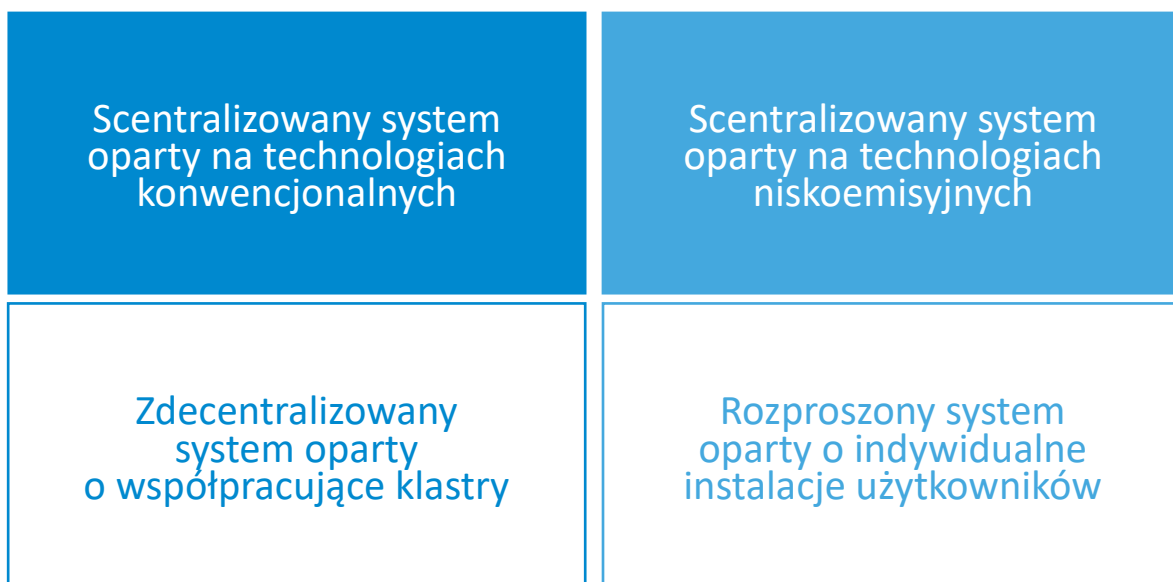 Scentralizowany system
oparty na technologiach
konwencjonalnych
Scentralizowany system
oparty na technologiach
niskoemisyjnych
Zdecentralizowany
system oparty
o współpracujące klastry
Rozproszony system
oparty o indywidualne
instalacje użytkowników